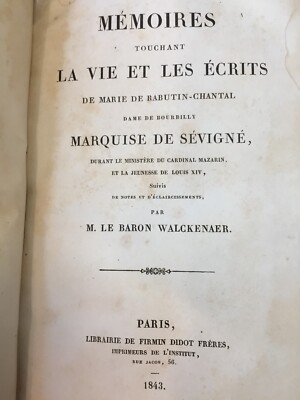 MÉMOIRES
TOUCHANT
LA VIE ET LES ÉCRITS
DE MARIE DE RABUTIN-CHANTAL
DAME DE BOURBILLY
MARQUISE DE SÉVIGNÉ,
DURANT LE MINISTÈRE DU CARDINAL MAZARIN,
ET LA JEUNESSE DE LOUIS XIV,
Suivis
DE NOTES ET D'ÉCLAIRCISSEMENTS,
PAR
M. LE BARON WALCKENAER.
PARIS,
LIBRAIRIE DE FIRMIN DIDOT FRÈRES,
IMPRIMEURS DE L'INSTITUT,
RUE JACOB, 56.
1843.